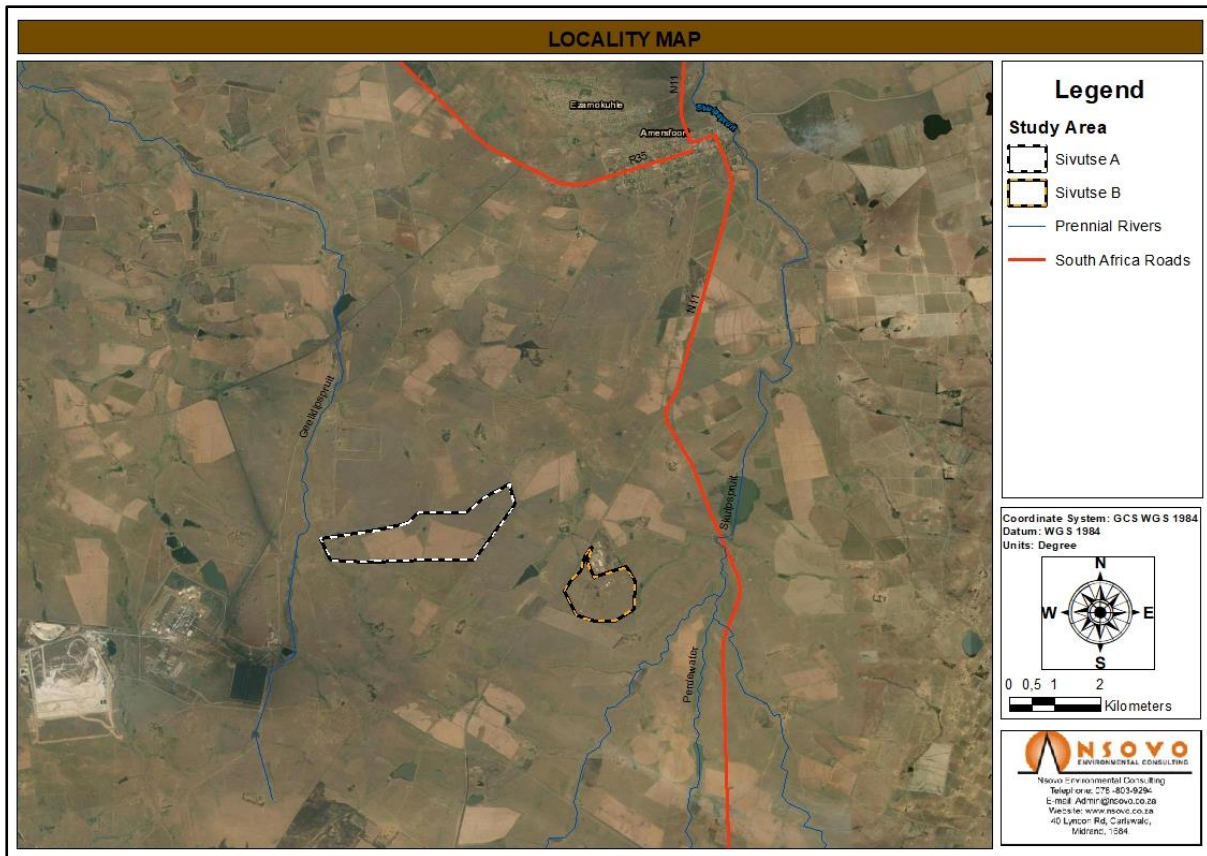 LOCALITY MAP
N11
Ezamokuhle
Amersfoort
R35
N11
Geelklipspruit
Skulpspruit
Perdewater
Legend
Study Area
Sivutse A
Sivutse B
Prennial Rivers
South Africa Roads
Coordinate System: GCS WGS 1984
Datum: WGS 1984
Units: Degree
N
W
E
S
0 0,5 1 2
Kilometers
NSOVO
ENVIRONMENTAL CONSULTING
Nsovo Environmental Consulting
Telephone: 076 -803-9294
E-mail: Admin@nsovo.co.za
Website: www.nsovo.co.za
40 Lyncon Rd, Carlswald,
Midrand, 1684.